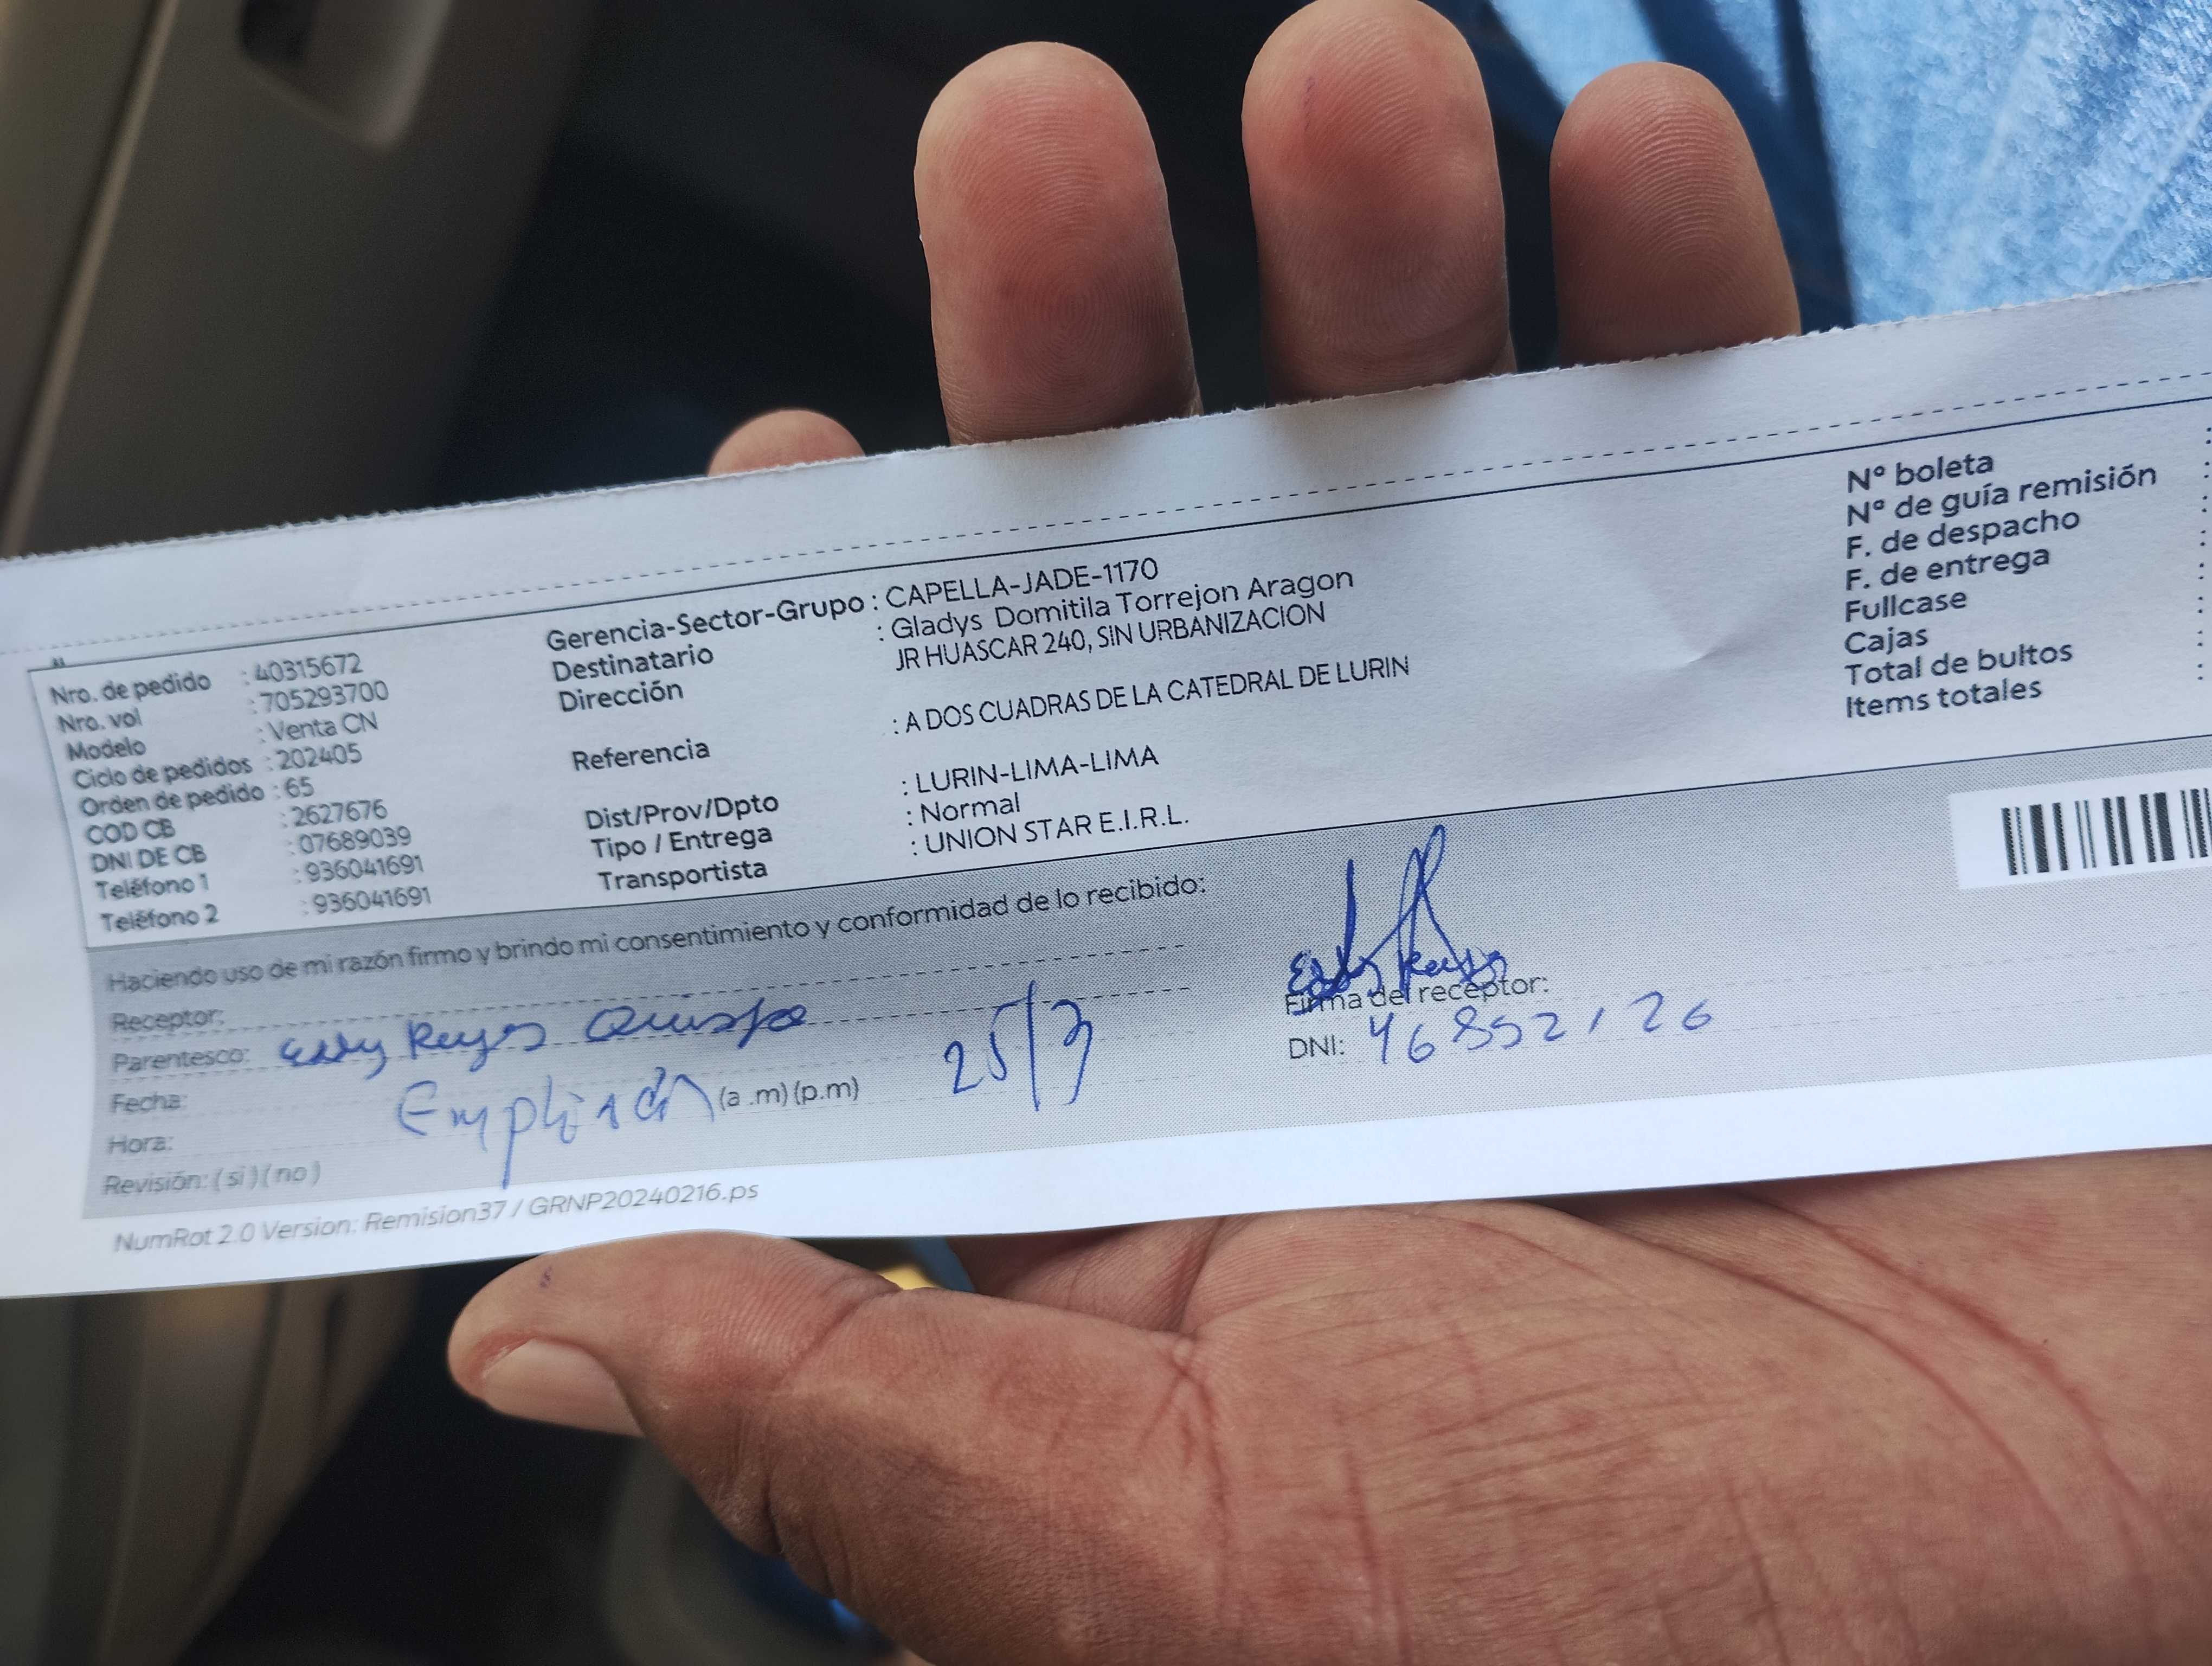 Nro. de pedido : 40315672
Nro. vol : 705293700
Modelo : Venta CN
Ciclo de pedidos : 202405
Orden de pedido : 65
COD CB : 2627676
DNI DE CB : 07689039
Teléfono 1 : 936041691
Teléfono 2 : 936041691
Gerencia-Sector-Grupo : CAPELLA-JADE-1170
Destinatario : Gladys Domitila Torrejon Aragon
Dirección JR HUASCAR 240, SIN URBANIZACION
Referencia : A DOS CUADRAS DE LA CATEDRAL DE LURIN
Dist/Prov/Dpto : LURIN-LIMA-LIMA
Tipo / Entrega : Normal
Transportista : UNION STAR E.I.R.L.
Nº boleta :
Nº de guía remisión :
F. de despacho :
F. de entrega :
Fullcase :
Cajas :
Total de bultos :
Items totales :
Haciendo uso de mi razón firmo y brindo mi consentimiento y conformidad de lo recibido:
Receptor:
Parentesco: Eddy Reyes Quispe
Fecha: 25/3
Hora: (a .m) (p.m)
Revisión: ( si ) ( no )
Firma del receptor:
DNI: 46852126
NumRot 2.0 Version: Remision37 / GRNP20240216.ps